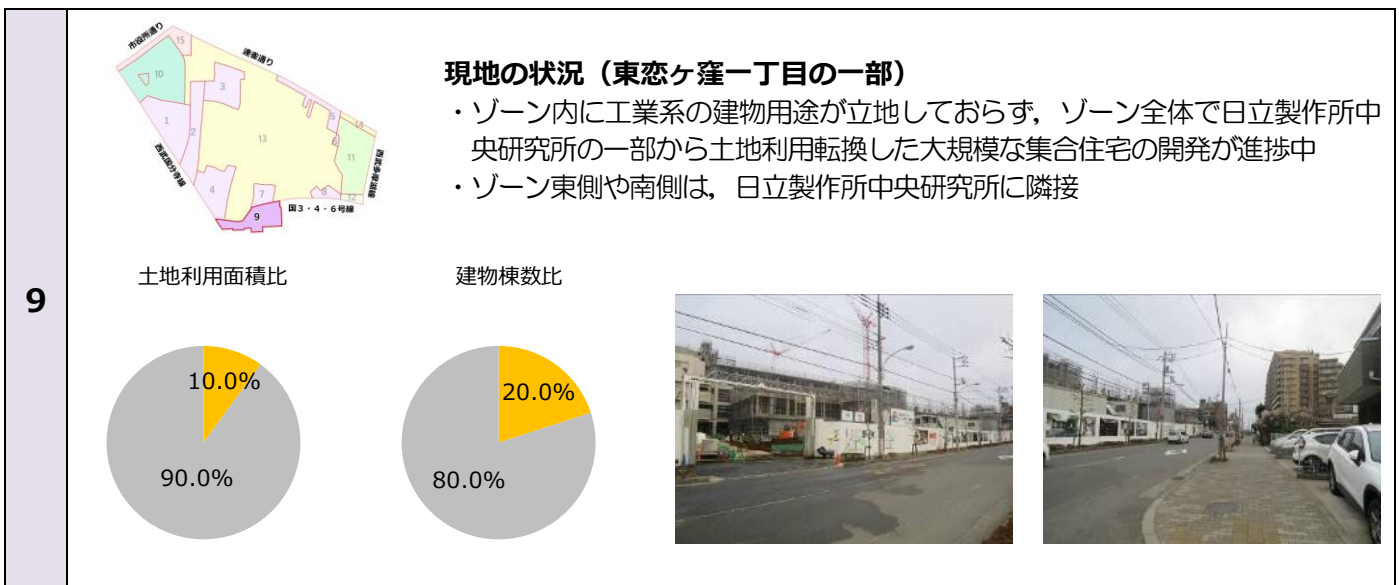 9
市役所通り
連雀通り
15
10
3
1
2
13
5
14
6
11
西武国分寺線
西武多摩湖線
4
7
8
12
9
国3・4・6号線
現地の状況（東恋ヶ窪一丁目の一部）
・ゾーン内に工業系の建物用途が立地しておらず，ゾーン全体で日立製作所中
央研究所の一部から土地利用転換した大規模な集合住宅の開発が進捗中
・ゾーン東側や南側は，日立製作所中央研究所に隣接
土地利用面積比
建物棟数比
10.0%
90.0%
20.0%
80.0%